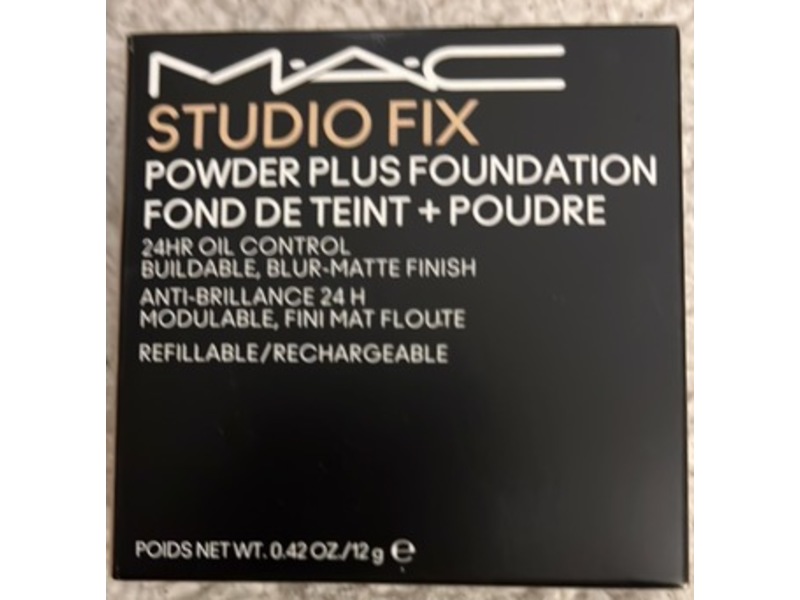 M·A·C
STUDIO FIX
POWDER PLUS FOUNDATION
FOND DE TEINT + POUDRE
24HR OIL CONTROL
BUILDABLE, BLUR-MATTE FINISH
ANTI-BRILLANCE 24 H
MODULABLE, FINI MAT FLOUTE
REFILLABLE/RECHARGEABLE
POIDS NET WT. 0.42 OZ./12 g ℮